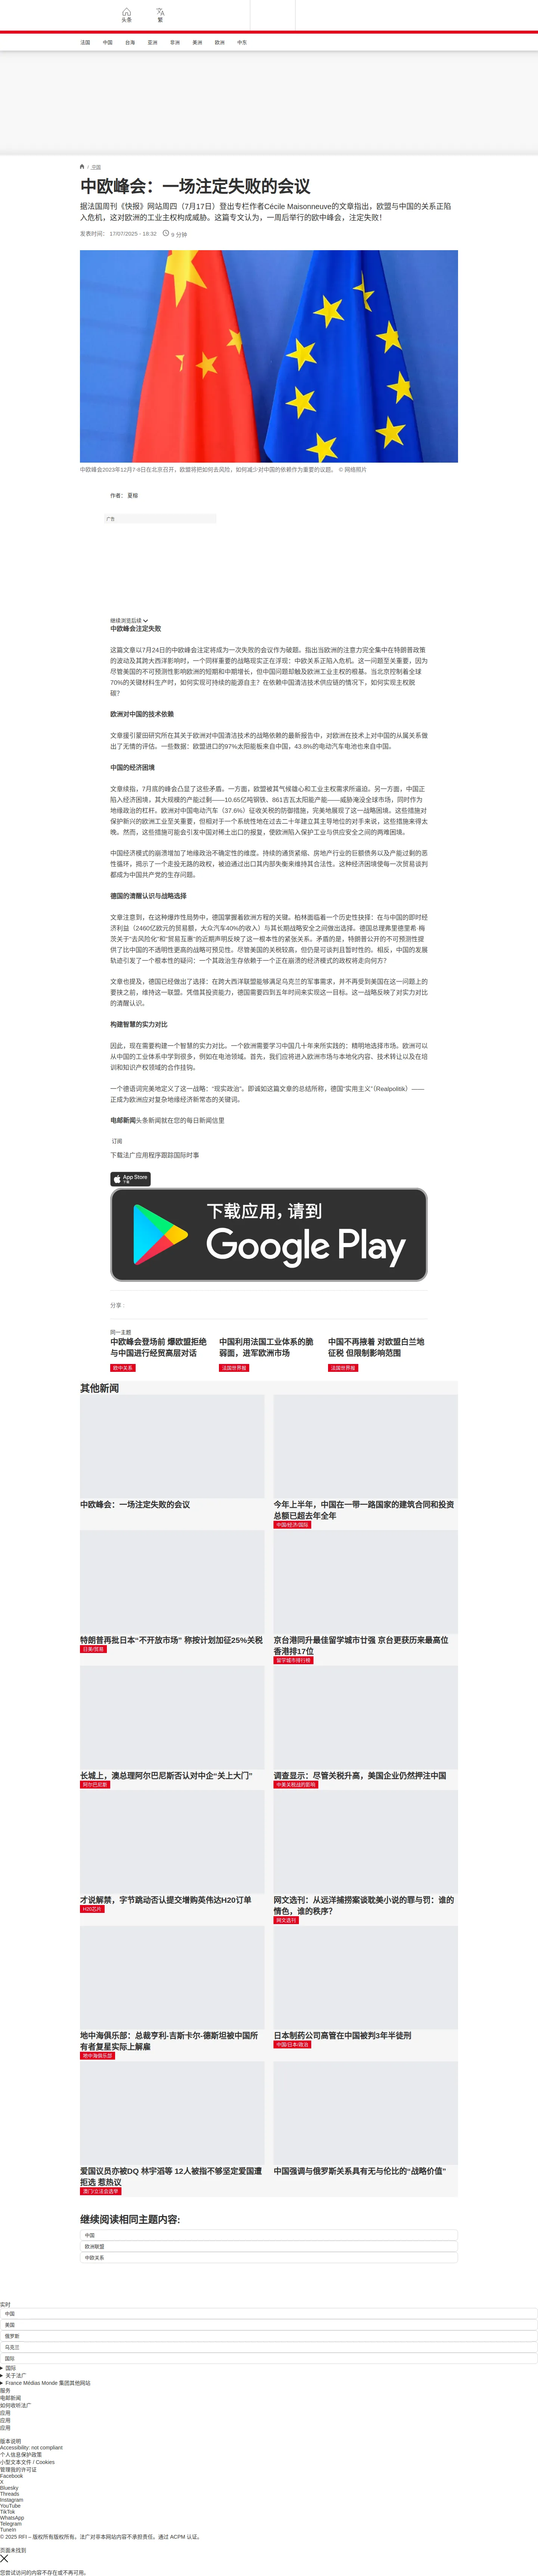 头条
繁
法国
中国
台海
亚洲
非洲
美洲
欧洲
中东
/ 中国
中欧峰会：一场注定失败的会议
据法国周刊《快报》网站周四（7月17日）登出专栏作者Cécile Maisonneuve的文章指出，欧盟与中国的关系正陷
入危机，这对欧洲的工业主权构成威胁。这篇专文认为，一周后举行的欧中峰会，注定失败！
发表时间： 17/07/2025 - 18:32 9 分钟
中欧峰会2023年12月7-8日在北京召开，欧盟将把如何去风险，如何减少对中国的依赖作为重要的议题。 © 网络照片
作者： 夏榕
广告
继续浏览后续
中欧峰会注定失败
这篇文章以7月24日的中欧峰会注定将成为一次失败的会议作为破题。指出当欧洲的注意力完全集中在特朗普政策
的波动及其跨大西洋影响时，一个同样重要的战略现实正在浮现：中欧关系正陷入危机。这一问题至关重要，因为
尽管美国的不可预测性影响欧洲的短期和中期增长，但中国问题却触及欧洲工业主权的根基。当北京控制着全球
70%的关键材料生产时，如何实现可持续的能源自主？在依赖中国清洁技术供应链的情况下，如何实现主权脱
碳？
欧洲对中国的技术依赖
文章援引蒙田研究所在其关于欧洲对中国清洁技术的战略依赖的最新报告中，对欧洲在技术上对中国的从属关系做
出了无情的评估。一些数据：欧盟进口的97%太阳能板来自中国，43.8%的电动汽车电池也来自中国。
中国的经济困境
文章续指，7月底的峰会凸显了这些矛盾。一方面，欧盟被其气候雄心和工业主权需求所逼迫。另一方面，中国正
陷入经济困境，其大规模的产能过剩——10.65亿吨钢铁、861吉瓦太阳能产能——威胁淹没全球市场，同时作为
地缘政治的杠杆。欧洲对中国电动汽车（37.6%）征收关税的防御措施，完美地展现了这一战略困境。这些措施对
保护新兴的欧洲工业至关重要，但相对于一个系统性地在过去二十年建立其主导地位的对手来说，这些措施来得太
晚。然而，这些措施可能会引发中国对稀土出口的报复，使欧洲陷入保护工业与供应安全之间的两难困境。
中国经济模式的崩溃增加了地缘政治不确定性的维度。持续的通货紧缩、房地产行业的巨额债务以及产能过剩的恶
性循环，揭示了一个走投无路的政权，被迫通过出口其内部失衡来维持其合法性。这种经济困境使每一次贸易谈判
都成为中国共产党的生存问题。
德国的清醒认识与战略选择
文章注意到，在这种爆炸性局势中，德国掌握着欧洲方程的关键。柏林面临着一个历史性抉择：在与中国的即时经
济利益（2460亿欧元的贸易额，大众汽车40%的收入）与其长期战略安全之间做出选择。德国总理弗里德里希·梅
茨关于“去风险化”和“贸易互惠”的近期声明反映了这一根本性的紧张关系。矛盾的是，特朗普公开的不可预测性提
供了比中国的不透明性更高的战略可预见性。尽管美国的关税较高，但仍是可谈判且暂时性的。相反，中国的发展
轨迹引发了一个根本性的疑问：一个其政治生存依赖于一个正在崩溃的经济模式的政权将走向何方？
文章也提及，德国已经做出了选择：在跨大西洋联盟能够满足乌克兰的军事需求，并不再受到美国在这一问题上的
要挟之前，维持这一联盟。凭借其投资能力，德国需要四到五年时间来实现这一目标。这一战略反映了对实力对比
的清醒认识。
构建智慧的实力对比
因此，现在需要构建一个智慧的实力对比。一个欧洲需要学习中国几十年来所实践的：精明地选择市场。欧洲可以
从中国的工业体系中学到很多，例如在电池领域。首先，我们应将进入欧洲市场与本地化内容、技术转让以及在培
训和知识产权领域的合作挂钩。
一个德语词完美地定义了这一战略：“现实政治”。即诚如这篇文章的总结所称，德国“实用主义”（Realpolitik）——
正成为欧洲应对复杂地缘经济新常态的关键词。
电邮新闻头条新闻就在您的每日新闻信里
订阅
下载法广应用程序跟踪国际时事
App Store
下载
下载应用，请到
Google Play
分享 :
同一主题
中欧峰会登场前 爆欧盟拒绝
与中国进行经贸高层对话
欧中关系
中国利用法国工业体系的脆
弱面，进军欧洲市场
法国世界报
中国不再掖着 对欧盟白兰地
征税 但限制影响范围
法国世界报
其他新闻
中欧峰会：一场注定失败的会议
今年上半年，中国在一带一路国家的建筑合同和投资
总额已超去年全年
中国/经济/国际
特朗普再批日本“不开放市场” 称按计划加征25%关税
日美/贸易
京台港同升最佳留学城市廿强 京台更获历来最高位
香港排17位
留学城市排行榜
长城上，澳总理阿尔巴尼斯否认对中企“关上大门”
阿尔巴尼斯
调查显示：尽管关税升高，美国企业仍然押注中国
中美关税战的影响
才说解禁，字节跳动否认提交增购英伟达H20订单
H20芯片
网文选刊：从远洋捕捞案谈耽美小说的罪与罚：谁的
情色，谁的秩序？
网文选刊
地中海俱乐部：总裁亨利-吉斯卡尔-德斯坦被中国所
有者复星实际上解雇
地中海俱乐部
日本制药公司高管在中国被判3年半徒刑
中国/日本/政治
爱国议员亦被DQ 林宇滔等 12人被指不够坚定爱国遭
拒选 惹热议
澳门/立法会选举
中国强调与俄罗斯关系具有无与伦比的“战略价值”
继续阅读相同主题内容:
中国
欧洲联盟
中欧关系
实时
中国
美国
俄罗斯
乌克兰
国际
国际
关于法广
France Médias Monde 集团其他网站
服务
电邮新闻
如何收听法广
应用
应用
应用
版本说明
Accessibility: not compliant
个人信息保护政策
小型文本文件 / Cookies
管理我的许可证
Facebook
X
Bluesky
Threads
Instagram
YouTube
TikTok
WhatsApp
Telegram
TuneIn
© 2025 RFI – 版权所有版权所有。法广对非本网站内容不承担责任。通过 ACPM 认证。
页面未找到
您尝试访问的内容不存在或不再可用。